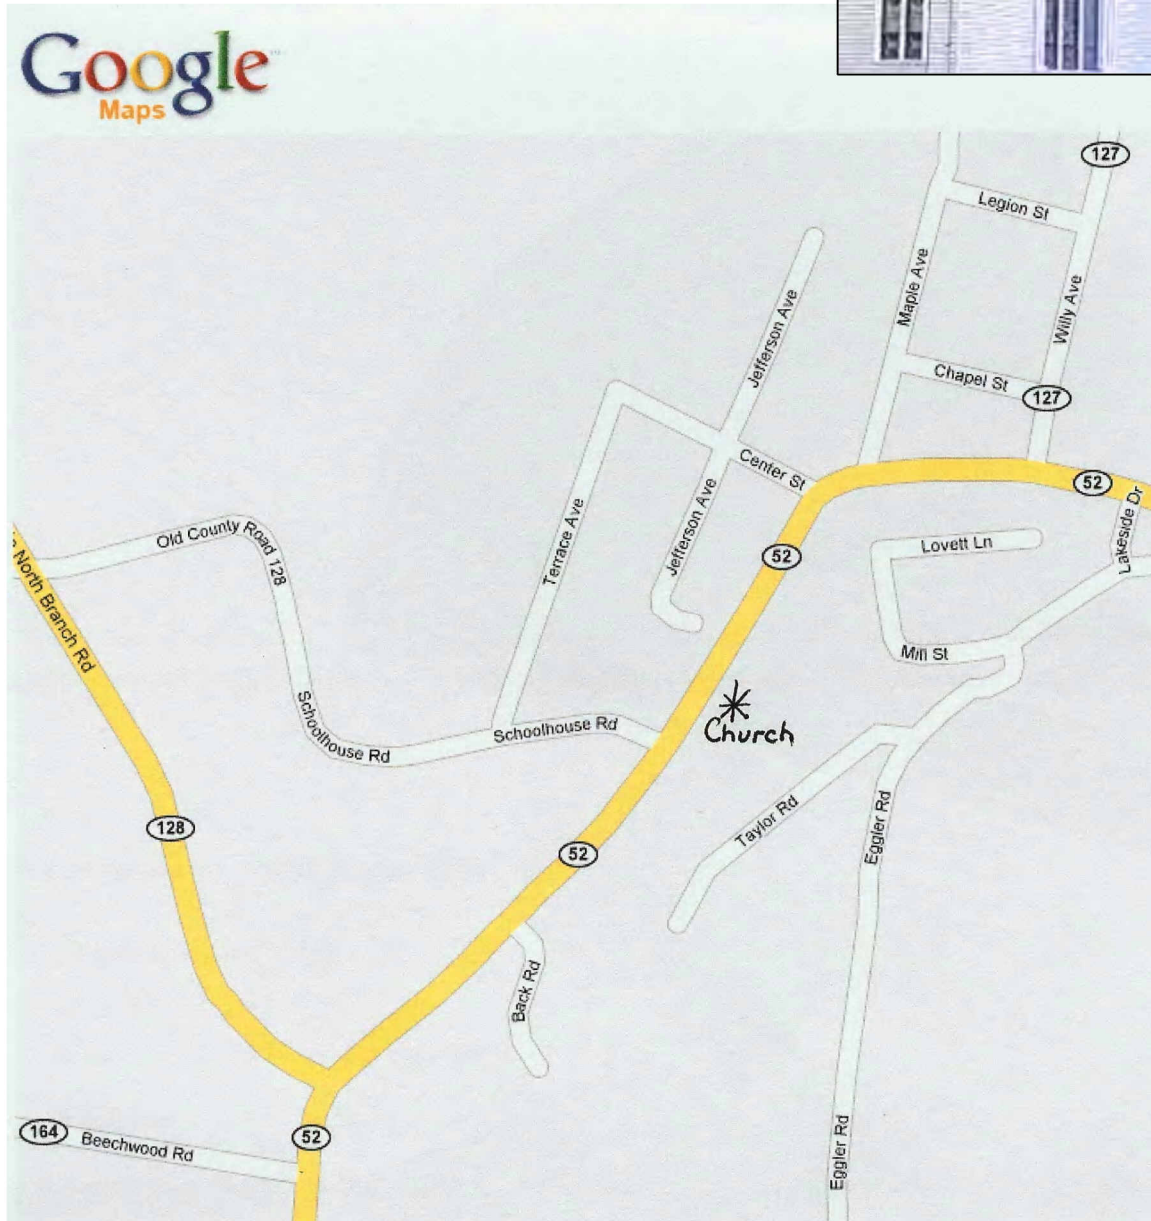 Google
Maps
127
Legion St
Maple Ave
Willy Ave
Jefferson Ave
Chapel St
127
Center St
52
Lakeside Dr
Jefferson Ave
Terrace Ave
Old County Road 128
52
Lovett Ln
North Branch Rd
Mill St
Schoolhouse Rd
Schoolhouse Rd
Church
Taylor Rd
Eggler Rd
128
52
Back Rd
Eggler Rd
164
Beechwood Rd
52